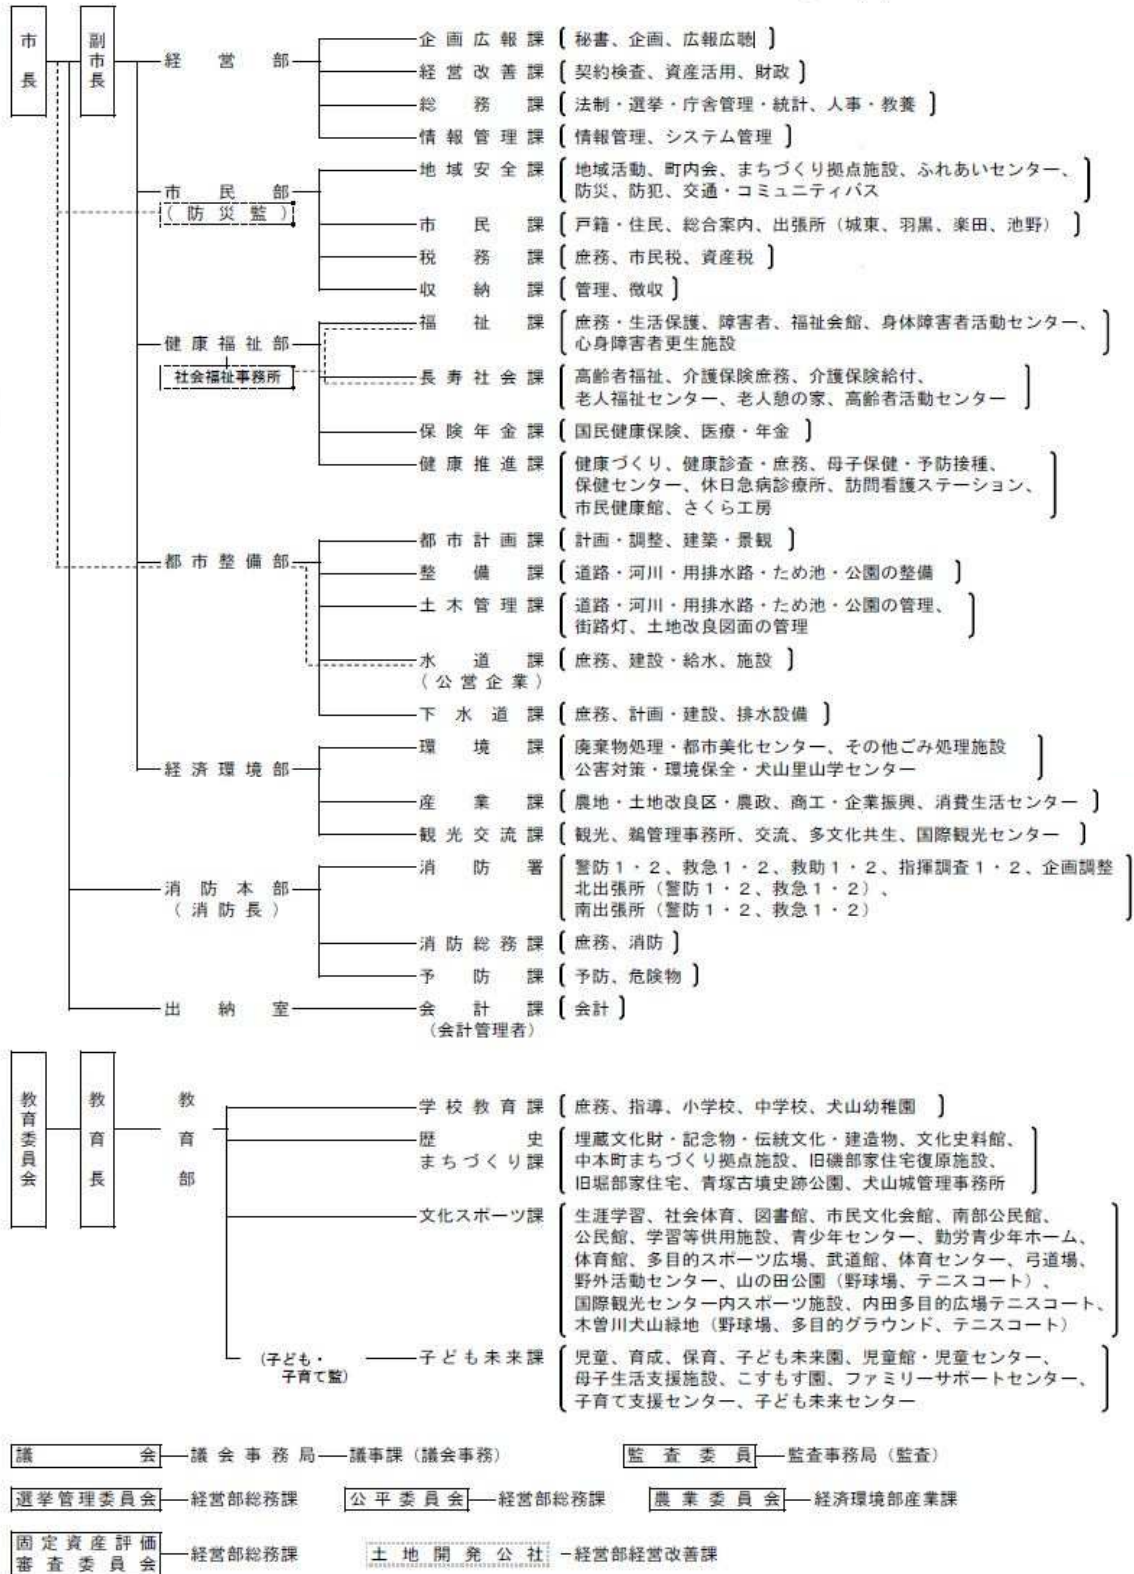 市長
副市長
経営部
企画広報課 〔秘書、企画、広報広聴〕
経営改善課 〔契約検査、資産活用、財政〕
総務課 〔法制・選挙・庁舎管理・統計、人事・教養〕
情報管理課 〔情報管理、システム管理〕
市民部
(防災監)
地域安全課 〔地域活動、町内会、まちづくり拠点施設、ふれあいセンター、
防災、防犯、交通・コミュニティバス〕
市民課 〔戸籍・住民、総合案内、出張所(城東、羽黒、楽田、池野)〕
税務課 〔庶務、市民税、資産税〕
収納課 〔管理、徴収〕
健康福祉部
社会福祉事務所
福祉課 〔庶務・生活保護、障害者、福祉会館、身体障害者活動センター、
心身障害者更生施設〕
長寿社会課 〔高齢者福祉、介護保険庶務、介護保険給付、
老人福祉センター、老人憩の家、高齢者活動センター〕
保険年金課 〔国民健康保険、医療・年金〕
健康推進課 〔健康づくり、健康診査・庶務、母子保健・予防接種、
保健センター、休日急病診療所、訪問看護ステーション、
市民健康館、さくら工房〕
都市整備部
都市計画課 〔計画・調整、建築・景観〕
整備課 〔道路・河川・用排水路・ため池・公園の整備〕
土木管理課 〔道路・河川・用排水路・ため池・公園の管理、
街路灯、土地改良図面の管理〕
水道課 〔庶務、建設・給水、施設〕
(公営企業)
下水道課 〔庶務、計画・建設、排水設備〕
経済環境部
環境課 〔廃棄物処理・都市美化センター、その他ごみ処理施設
公害対策・環境保全・犬山里山学センター〕
産業課 〔農地・土地改良区・農政、商工・企業振興、消費生活センター〕
観光交流課 〔観光、鵜管理事務所、交流、多文化共生、国際観光センター〕
消防本部
(消防長)
消防署 〔警防1・2、救急1・2、救助1・2、指揮調査1・2、企画調整
北出張所(警防1・2、救急1・2)、
南出張所(警防1・2、救急1・2)〕
消防総務課 〔庶務、消防〕
予防課 〔予防、危険物〕
出納室
会計課 〔会計〕
(会計管理者)
教育委員会
教育長
教育部
学校教育課 〔庶務、指導、小学校、中学校、犬山幼稚園〕
歴史 〔埋蔵文化財・記念物・伝統文化・建造物、文化史料館、
まちづくり課 中本町まちづくり拠点施設、旧磯部家住宅復原施設、
旧堀部家住宅、青塚古墳史跡公園、犬山城管理事務所〕
文化スポーツ課 〔生涯学習、社会体育、図書館、市民文化会館、南部公民館、
公民館、学習等供用施設、青少年センター、勤労青少年ホーム、
体育館、多目的スポーツ広場、武道館、体育センター、弓道場、
野外活動センター、山の田公園(野球場、テニスコート)、
国際観光センター内スポーツ施設、内田多目的広場テニスコート、
木曽川犬山緑地(野球場、多目的グラウンド、テニスコート)〕
(子ども・
子育て監)
子ども未来課 〔児童、育成、保育、子ども未来園、児童館・児童センター、
母子生活支援施設、こすもす園、ファミリーサポートセンター、
子育て支援センター、子ども未来センター〕
議会 議会事務局 議事課(議会事務)
監査委員 監査事務局(監査)
選挙管理委員会 経営部総務課
公平委員会 経営部総務課
農業委員会 経済環境部産業課
固定資産評価
審査委員会 経営部総務課
土地開発公社 経営部経営改善課